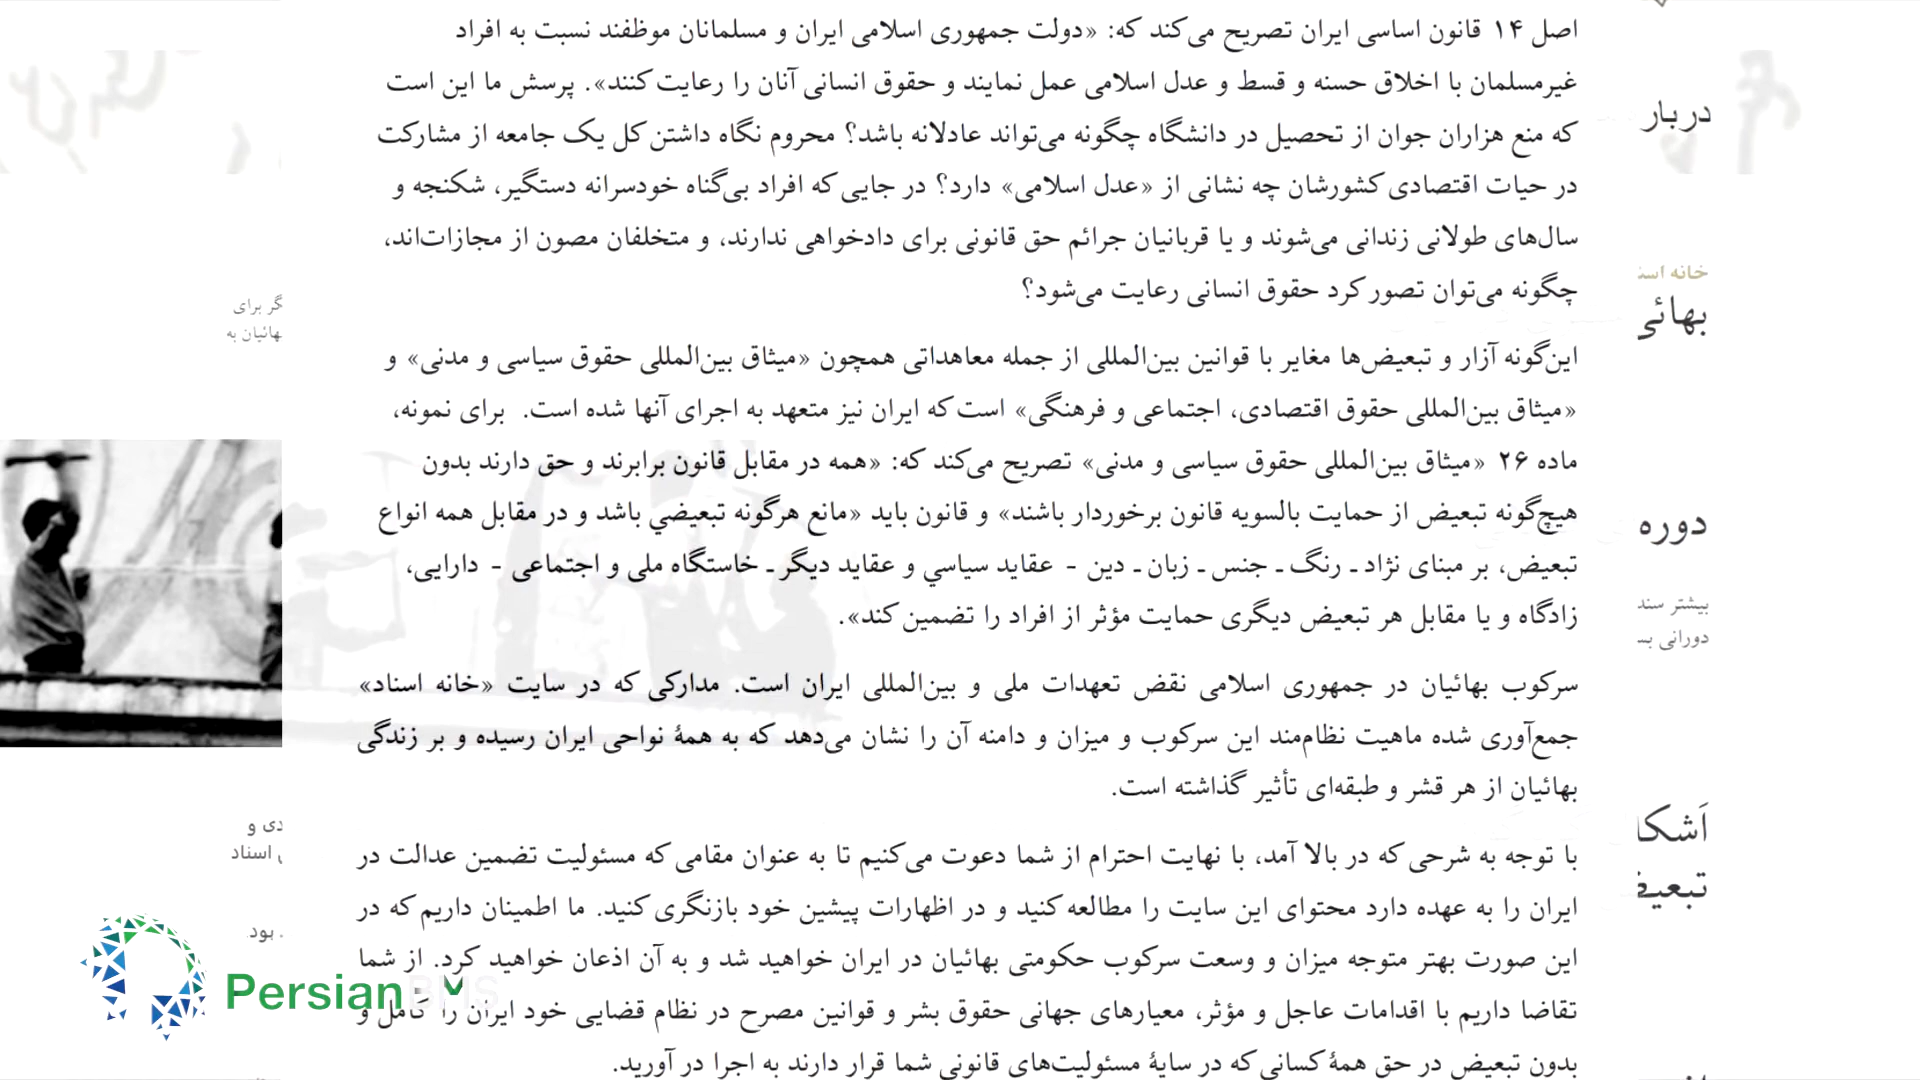 اصل ۱۴ قانون اساسی ایران تصریح می‌کند که: «دولت جمهوری اسلامی ایران و مسلمانان موظفند نسبت به افراد
غیرمسلمان با اخلاق حسنه و قسط و عدل اسلامی عمل نمایند و حقوق انسانی آنان را رعایت کنند». پرسش ما این است
که منع هزاران جوان از تحصیل در دانشگاه چگونه می‌تواند عادلانه باشد؟ محروم نگاه داشتن کل یک جامعه از مشارکت
در حیات اقتصادی کشورشان چه نشانی از «عدل اسلامی» دارد؟ در جایی که افراد بی‌گناه خودسرانه دستگیر، شکنجه و
سال‌های طولانی زندانی می‌شوند و یا قربانیان جرائم حق قانونی برای دادخواهی ندارند، و متخلفان مصون از مجازات‌اند،
چگونه می‌توان تصور کرد حقوق انسانی رعایت می‌شود؟
این‌گونه آزار و تبعیض‌ها مغایر با قوانین بین‌المللی از جمله معاهداتی همچون «میثاق بین‌المللی حقوق سیاسی و مدنی» و
«میثاق بین‌المللی حقوق اقتصادی، اجتماعی و فرهنگی» است که ایران نیز متعهد به اجرای آنها شده است. برای نمونه،
ماده ۲۶ «میثاق بین‌المللی حقوق سیاسی و مدنی» تصریح می‌کند که: «همه در مقابل قانون برابرند و حق دارند بدون
هیچ‌گونه تبعیض از حمایت بالسویه قانون برخوردار باشند» و قانون باید «مانع هرگونه تبعیضي باشد و در مقابل همه انواع
تبعیض، بر مبنای نژاد ـ رنگ ـ جنس ـ زبان ـ دین - عقاید سیاسي و عقاید دیگر ـ خاستگاه ملی و اجتماعی - دارایی،
زادگاه و یا مقابل هر تبعیض دیگری حمایت مؤثر از افراد را تضمین کند».
سرکوب بهائیان در جمهوری اسلامی نقض تعهدات ملی و بین‌المللی ایران است. مدارکی که در سایت «خانه اسناد»
جمع‌آوری شده ماهیت نظام‌مند این سرکوب و میزان و دامنه آن را نشان می‌دهد که به همۀ نواحی ایران رسیده و بر زندگی
بهائیان از هر قشر و طبقه‌ای تأثیر گذاشته است.
با توجه به شرحی که در بالا آمد، با نهایت احترام از شما دعوت می‌کنیم تا به عنوان مقامی که مسئولیت تضمین عدالت در
ایران را به عهده دارد محتوای این سایت را مطالعه کنید و در اظهارات پیشین خود بازنگری کنید. ما اطمینان داریم که در
این صورت بهتر متوجه میزان و وسعت سرکوب حکومتی بهائیان در ایران خواهید شد و به آن اذعان خواهید کرد. از شما
تقاضا داریم با اقدامات عاجل و مؤثر، معیارهای جهانی حقوق بشر و قوانین مصرح در نظام قضایی خود ایران را کامل و
بدون تبعیض در حق همۀ کسانی که در سایۀ مسئولیت‌های قانونی شما قرار دارند به اجرا در آورید.
دربار
خانه اسنا
بهائی
دوره
بیشتر سند
دورانی بس
اَشکا
تبعیض
گر برای
بهائیان به
دی و
اسناد
بود.
PersianBMS